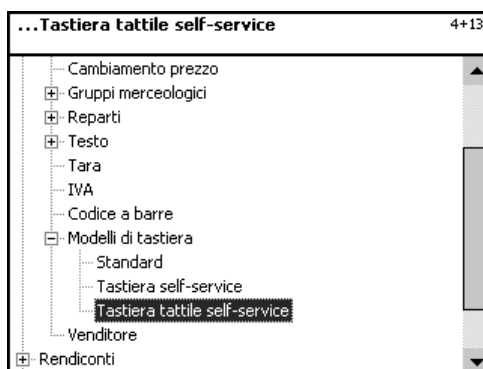 ...Tastiera tattile self-service 4+13
Cambiamento prezzo
Gruppi merceologici
Reparti
Testo
Tara
IVA
Codice a barre
Modelli di tastiera
Standard
Tastiera self-service
Tastiera tattile self-service
Venditore
Rendiconti